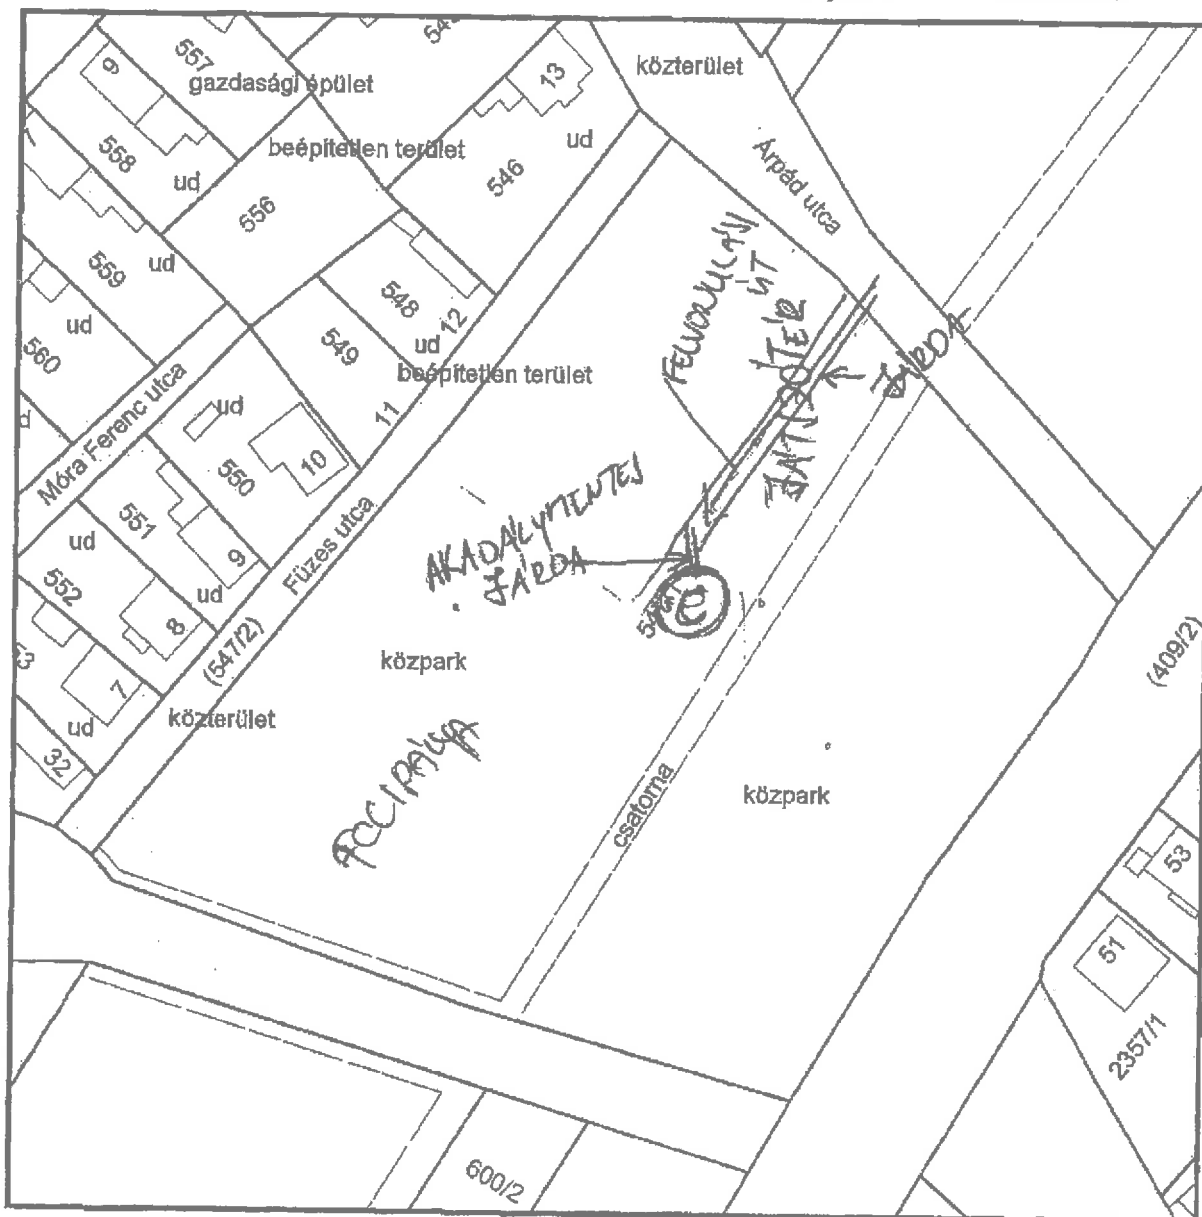 557
gazdasági épület
9
558
ud
beépítetlen terület
656
13
546
ud
közterület
Árpád utca
559
ud
ud
560
Móra Ferenc utca
548
ud
12
549
beépítetlen terület
11
ud
550
10
551
9
ud
ud
552
8
Füzes utca
(547/2)
7
ud
32
közterület
FELVONULÁSI
ÚT
JÁTSZÓTÉR
JÁRDA
AKADÁLYMENTES
JÁRDA
közpark
FOCIPÁLYA
csatorna
közpark
(409/2)
53
51
2357/1
600/2